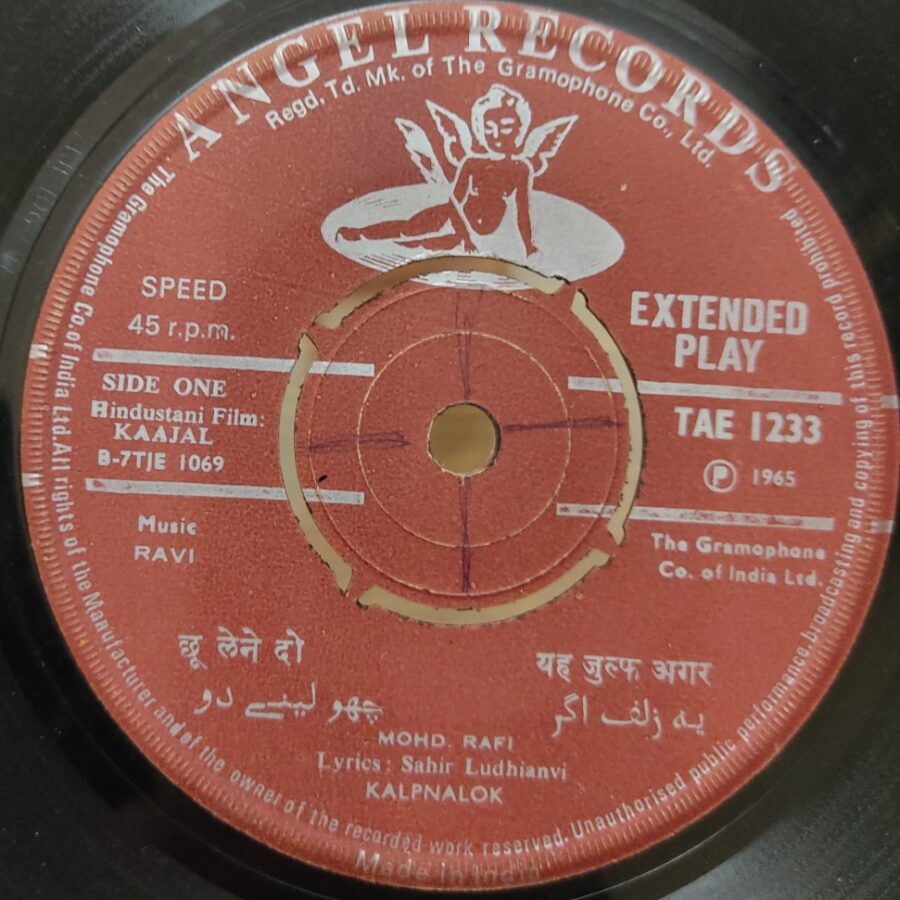 ANGEL RECORDS
Regd. Td. Mk. of The Gramophone Co., Ltd.
SPEED
45 r.p.m.
SIDE ONE
Hindustani Film:
KAAJAL
B-7TJE 1069
Music
RAVI
EXTENDED
PLAY
TAE 1233
Ⓟ 1965
The Gramophone
Co. of India Ltd.
छू लेने दो
چھو لینے دو
यह जुल्फ अगर
یہ زلف اگر
MOHD. RAFI
Lyrics: Sahir Ludhianvi
KALPNALOK
The Gramophone Co. of India Ltd. All rights of the Manufacturer and of the owner of the recorded work reserved. Unauthorised public performance, broadcasting and copying of this record Prohibited
Made in India